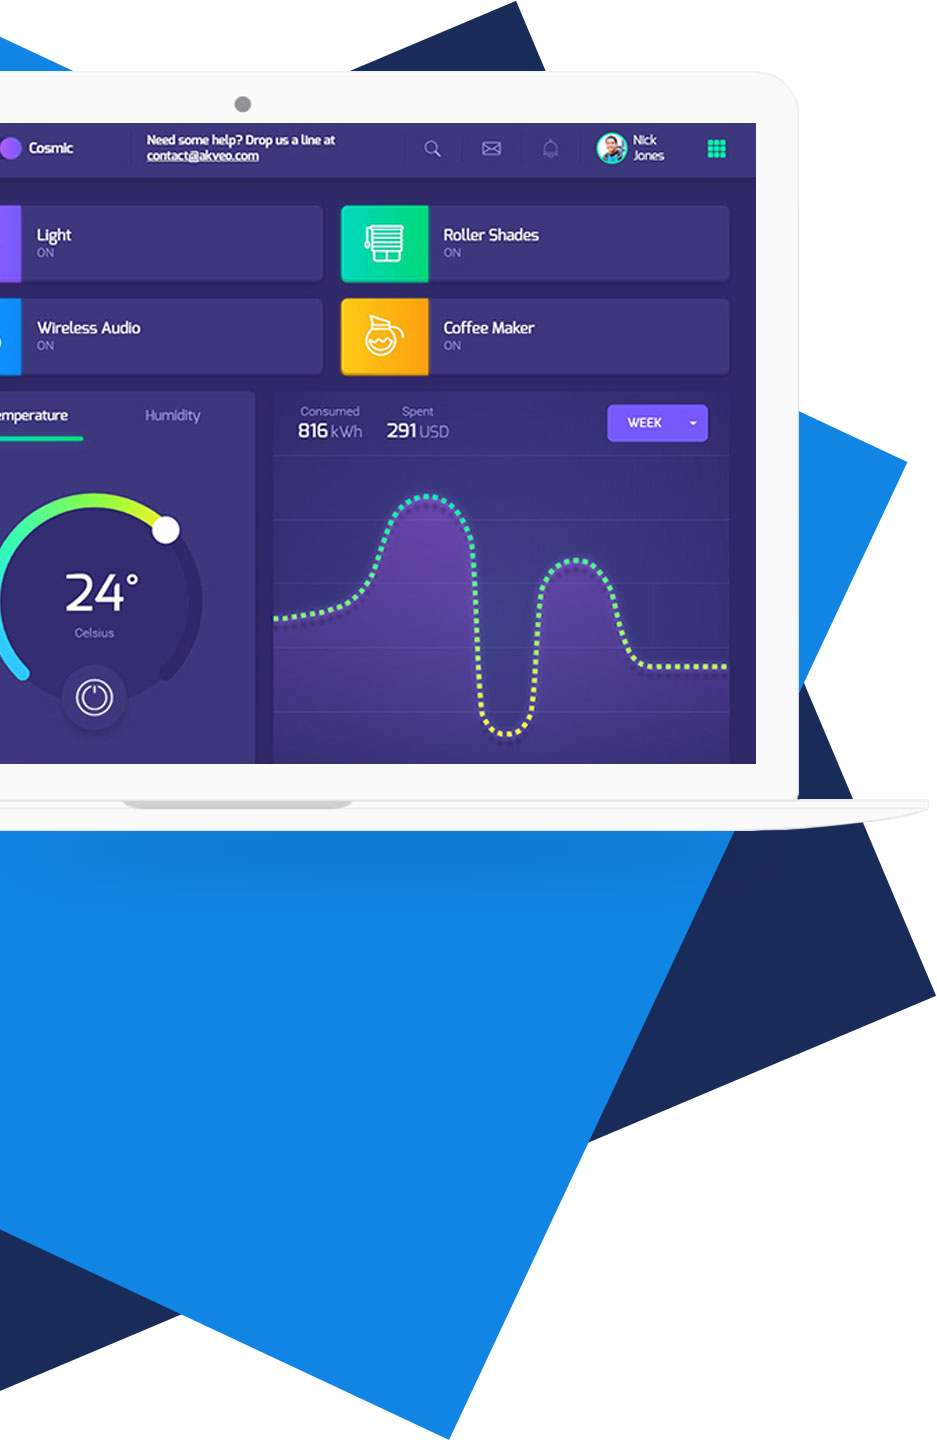 Cosmic
Need some help? Drop us a line at
contact@akveo.com
Nick
Jones
Light
ON
Roller Shades
ON
Wireless Audio
ON
Coffee Maker
ON
emperature
Humidity
Consumed
816 kWh
Spent
291 USD
WEEK
24°
Celsius